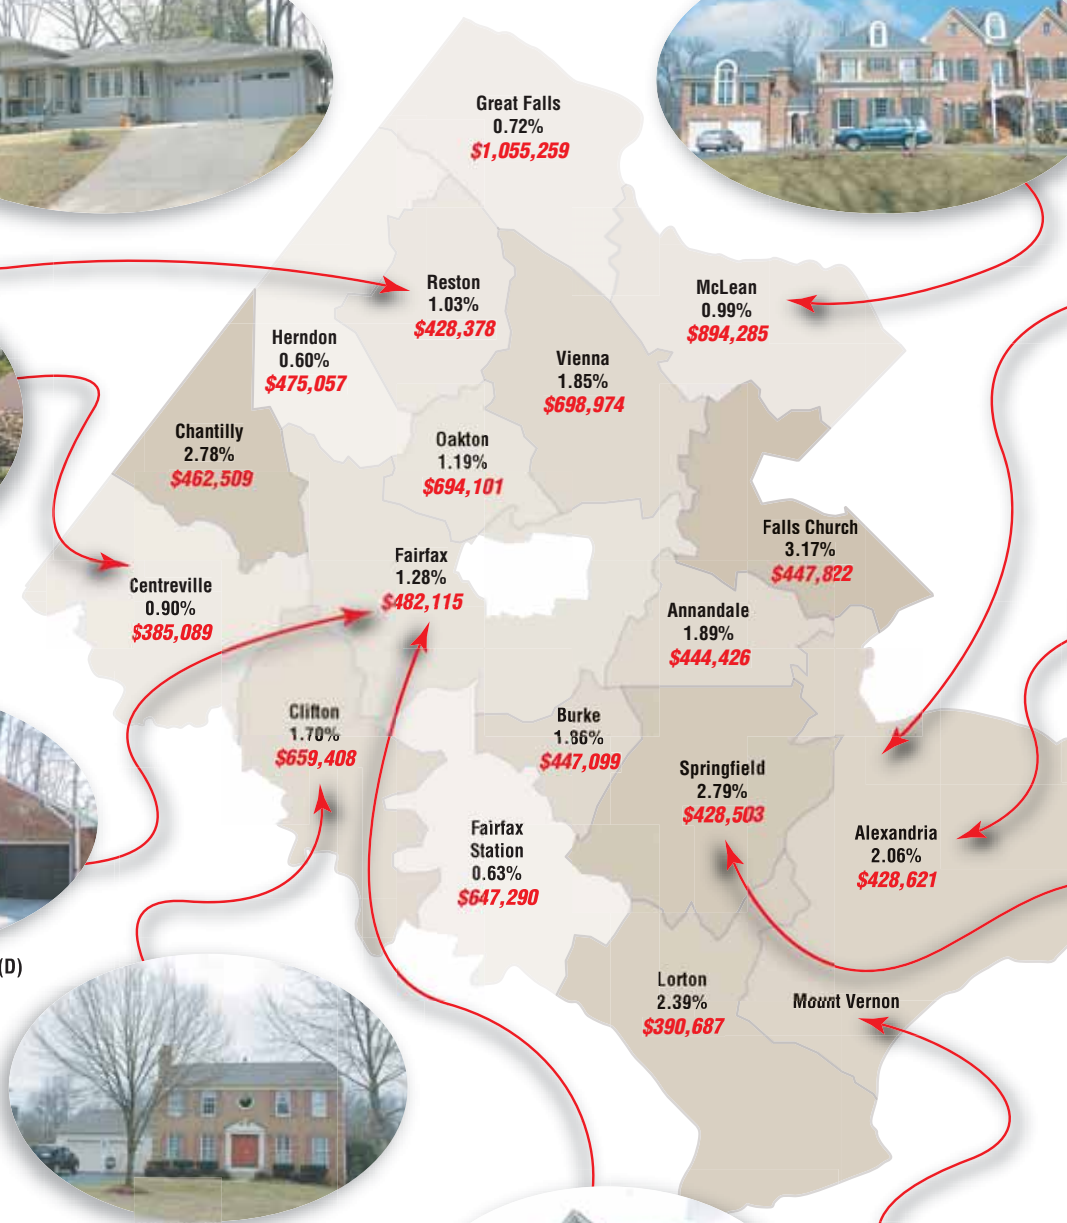 Great Falls
0.72%
$1,055,259
Reston
1.03%
$428,378
McLean
0.99%
$894,285
Herndon
0.60%
$475,057
Vienna
1.85%
$698,974
Chantilly
2.78%
$462,509
Oakton
1.19%
$694,101
Falls Church
3.17%
$447,822
Fairfax
1.28%
$482,115
Centreville
0.90%
$385,089
Annandale
1.89%
$444,426
Clifton
1.70%
$659,408
Burke
1.86%
$447,099
Springfield
2.79%
$428,503
Fairfax
Station
0.63%
$647,290
Alexandria
2.06%
$428,621
(D)
Lorton
2.39%
$390,687
Mount Vernon